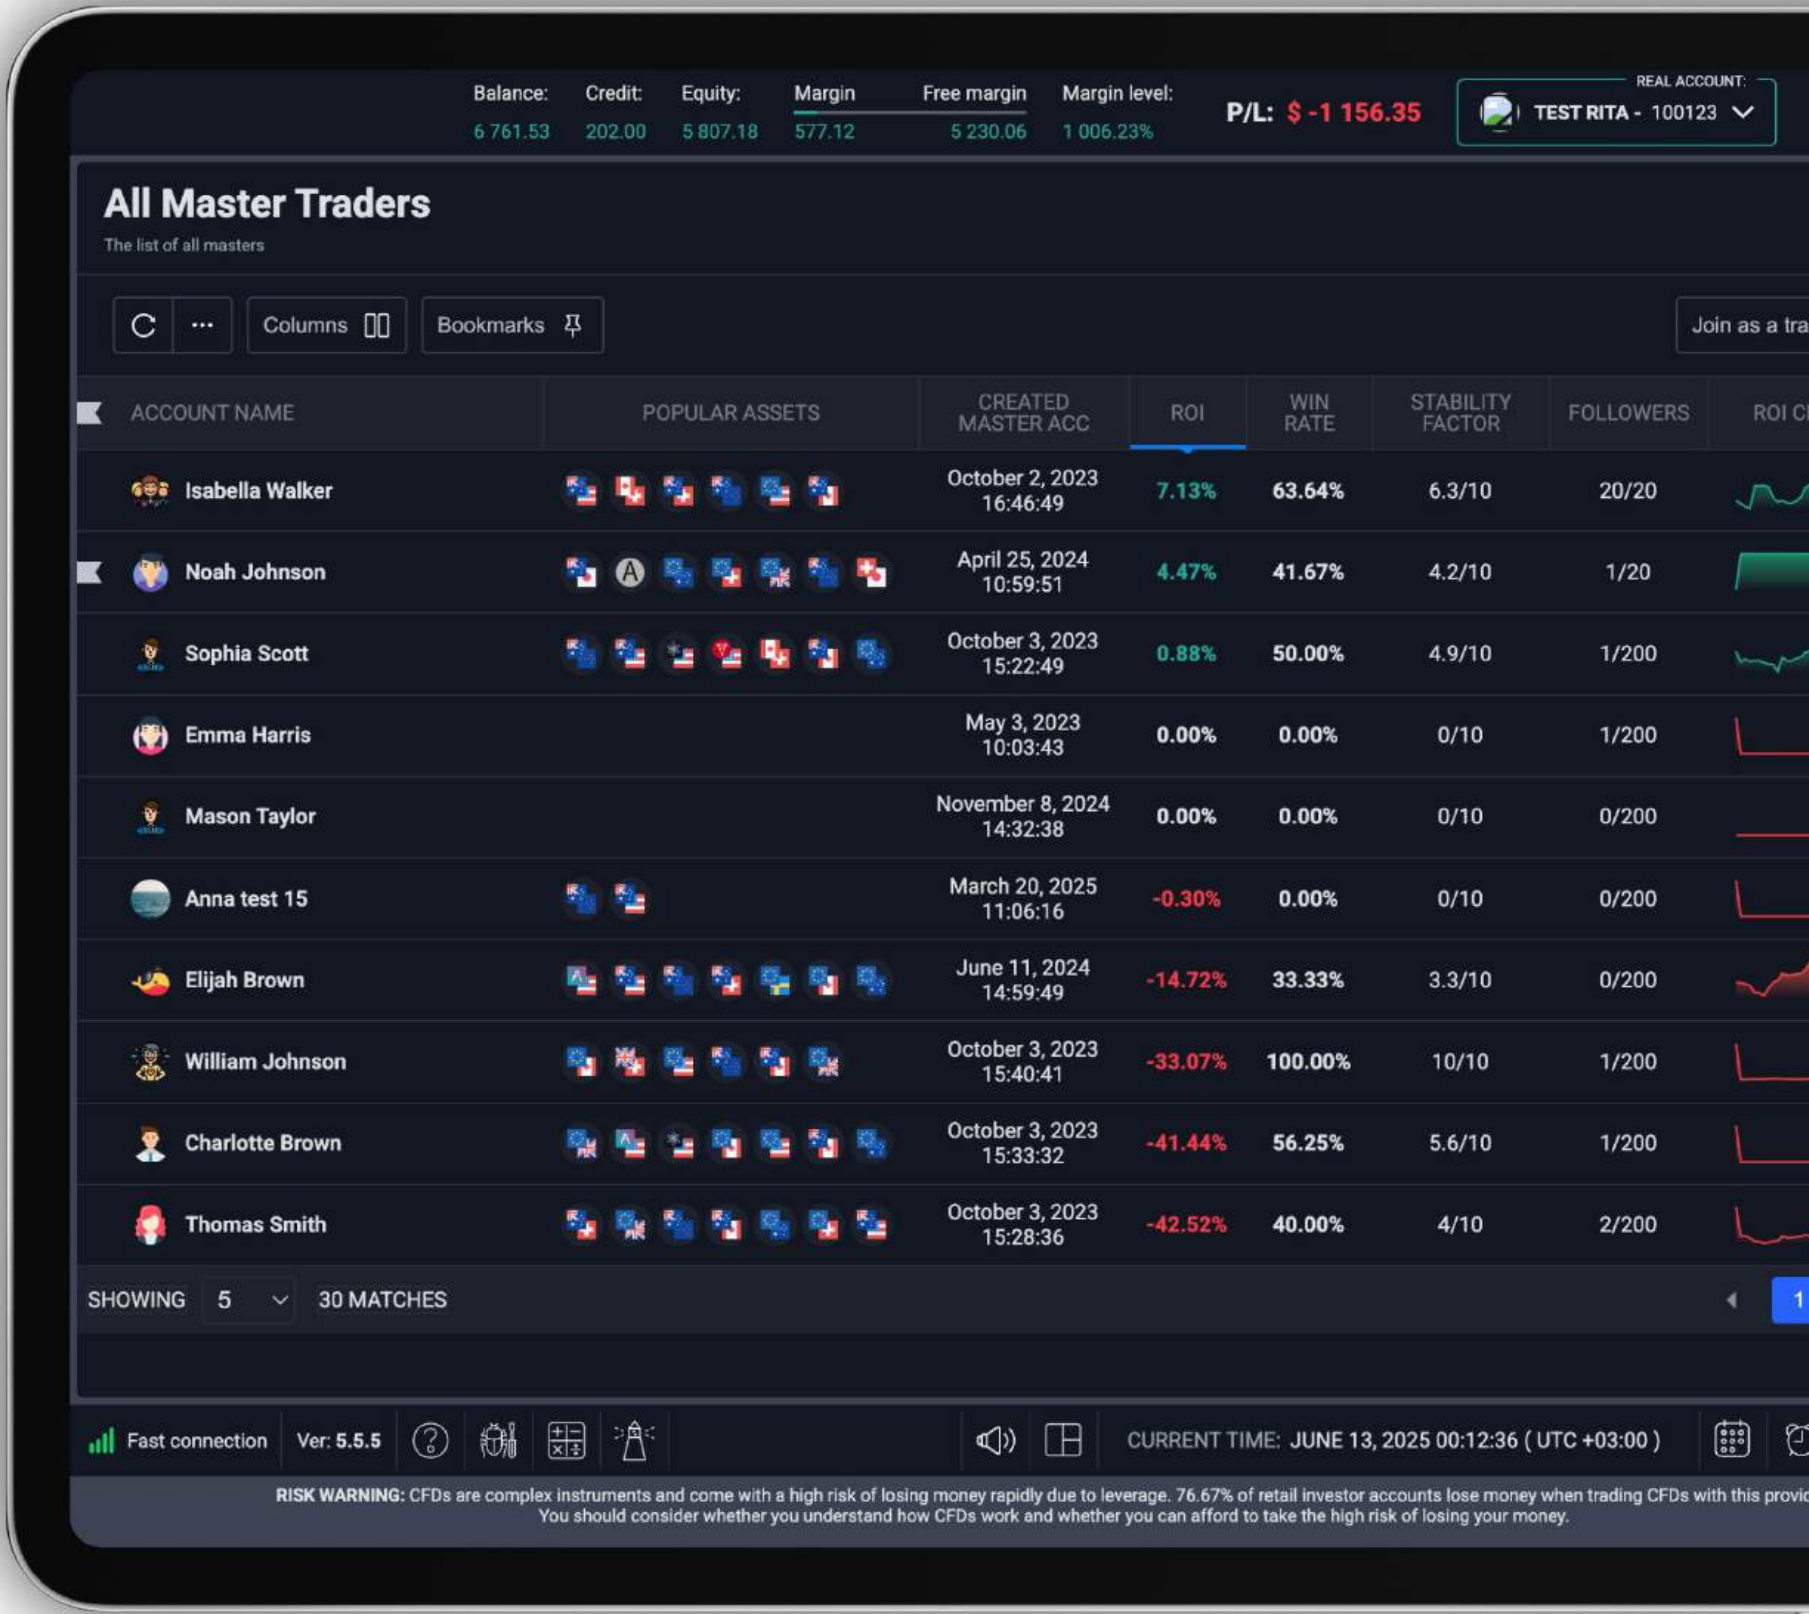 REAL ACCOUNT:
Balance: Credit: Equity: Margin Free margin Margin level:
P/L: $ -1 156.35 TEST RITA - 100123
6 761.53 202.00 5 807.18 577.12 5 230.06 1 006.23%
All Master Traders
The list of all masters
... Columns Bookmarks Join as a tra
ACCOUNT NAME POPULAR ASSETS CREATED MASTER ACC ROI WIN RATE STABILITY FACTOR FOLLOWERS ROI C
Isabella Walker October 2, 2023 16:46:49 7.13% 63.64% 6.3/10 20/20
Noah Johnson A April 25, 2024 10:59:51 4.47% 41.67% 4.2/10 1/20
Sophia Scott October 3, 2023 15:22:49 0.88% 50.00% 4.9/10 1/200
Emma Harris May 3, 2023 10:03:43 0.00% 0.00% 0/10 1/200
Mason Taylor November 8, 2024 14:32:38 0.00% 0.00% 0/10 0/200
Anna test 15 March 20, 2025 11:06:16 -0.30% 0.00% 0/10 0/200
Elijah Brown June 11, 2024 14:59:49 -14.72% 33.33% 3.3/10 0/200
William Johnson October 3, 2023 15:40:41 -33.07% 100.00% 10/10 1/200
Charlotte Brown October 3, 2023 15:33:32 -41.44% 56.25% 5.6/10 1/200
Thomas Smith October 3, 2023 15:28:36 -42.52% 40.00% 4/10 2/200
SHOWING 5 30 MATCHES 1
Fast connection Ver: 5.5.5 CURRENT TIME: JUNE 13, 2025 00:12:36 ( UTC +03:00 )
RISK WARNING: CFDs are complex instruments and come with a high risk of losing money rapidly due to leverage. 76.67% of retail investor accounts lose money when trading CFDs with this provid
You should consider whether you understand how CFDs work and whether you can afford to take the high risk of losing your money.